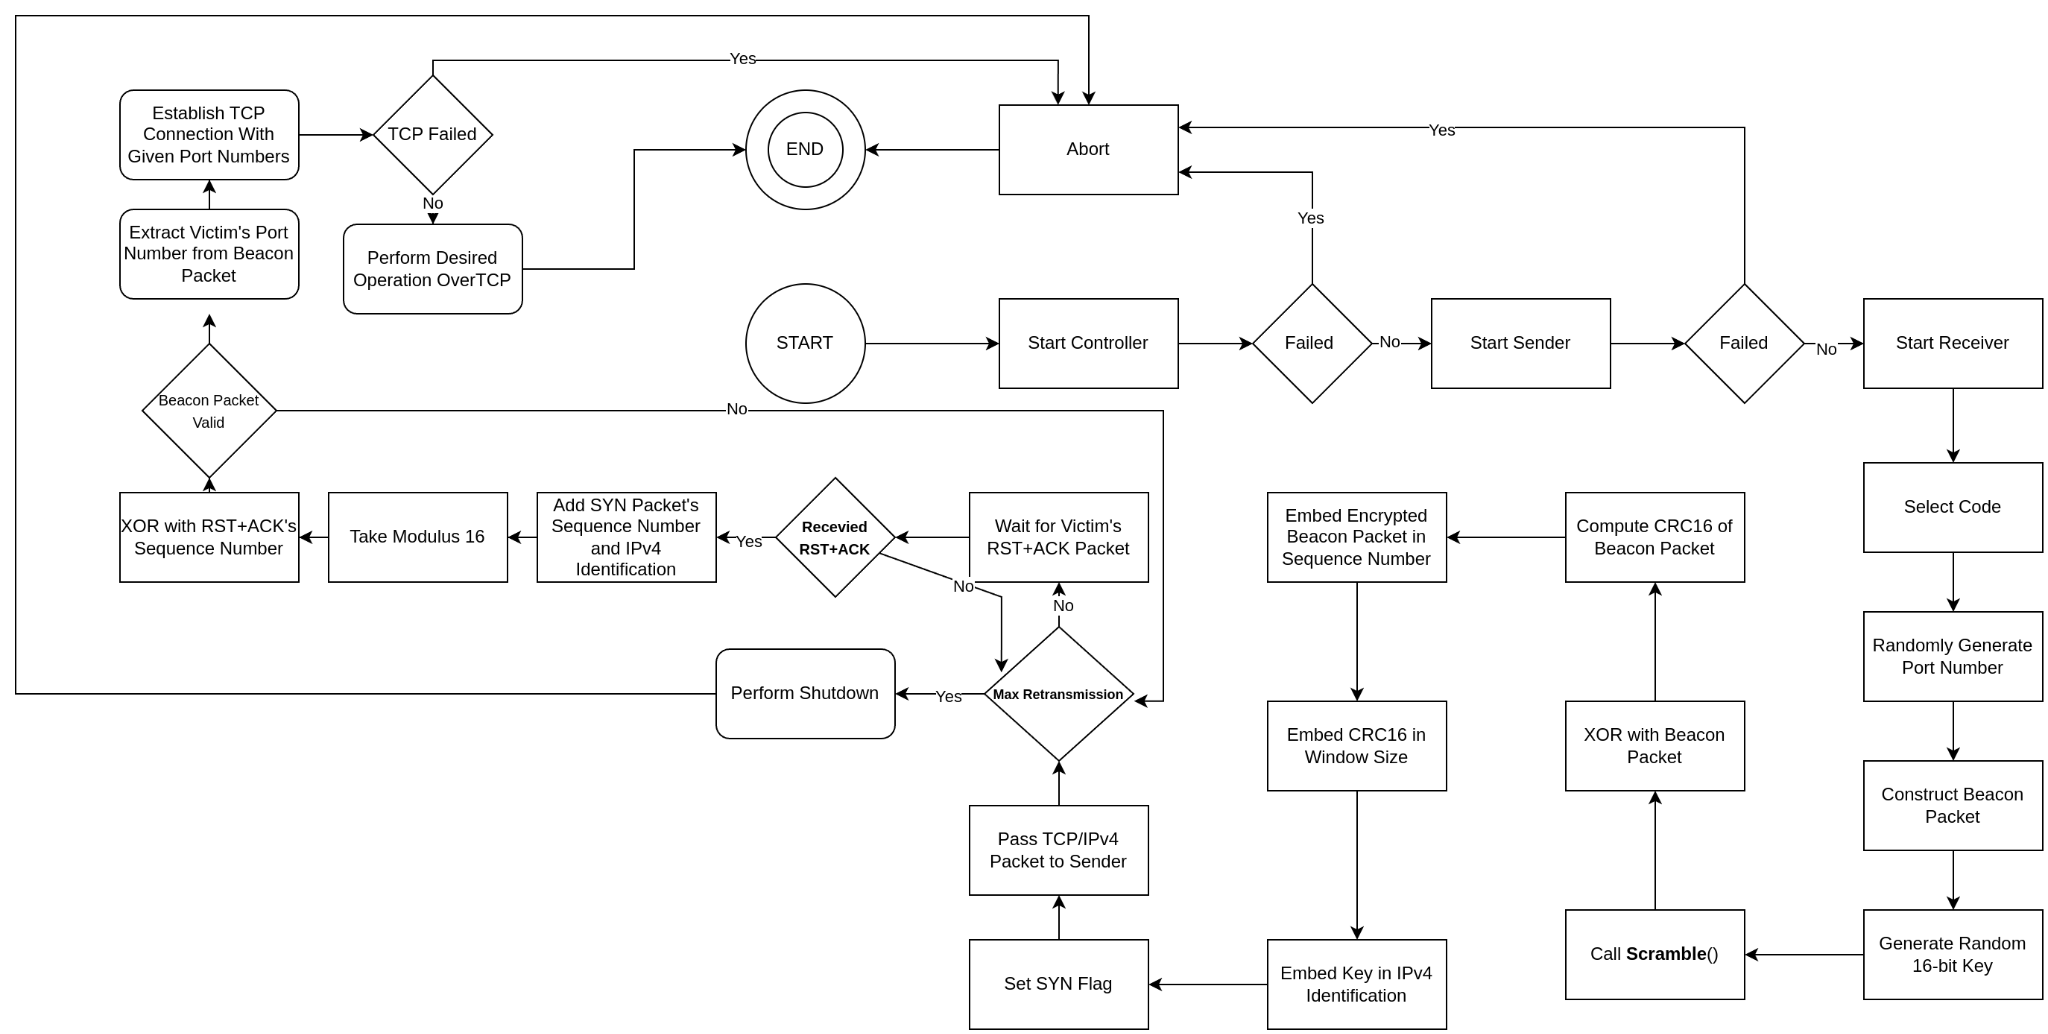 Yes
Establish TCP
Connection With
Given Port Numbers
TCP Failed
END
Abort
Yes
No
Extract Victim's Port
Number from Beacon
Packet
Perform Desired
Operation OverTCP
Yes
START
Start Controller
Failed
No
Start Sender
Failed
No
Start Receiver
Beacon Packet
Valid
No
XOR with RST+ACK's
Sequence Number
Take Modulus 16
Add SYN Packet's
Sequence Number
and IPv4
Identification
Yes
Recevied
RST+ACK
No
Wait for Victim's
RST+ACK Packet
No
Embed Encrypted
Beacon Packet in
Sequence Number
Compute CRC16 of
Beacon Packet
Select Code
Randomly Generate
Port Number
Perform Shutdown
Yes
Max Retransmission
Embed CRC16 in
Window Size
XOR with Beacon
Packet
Construct Beacon
Packet
Pass TCP/IPv4
Packet to Sender
Set SYN Flag
Embed Key in IPv4
Identification
Call Scramble()
Generate Random
16-bit Key